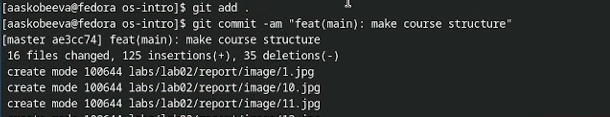 [aaskobeeva@fedora os-intro]$ git add .
[aaskobeeva@fedora os-intro]$ git commit -am "feat(main): make course structure"
[master ae3cc74] feat(main): make course structure
16 files changed, 125 insertions(+), 35 deletions(-)
create mode 100644 labs/lab02/report/image/1.jpg
create mode 100644 labs/lab02/report/image/10.jpg
create mode 100644 labs/lab02/report/image/11.jpg